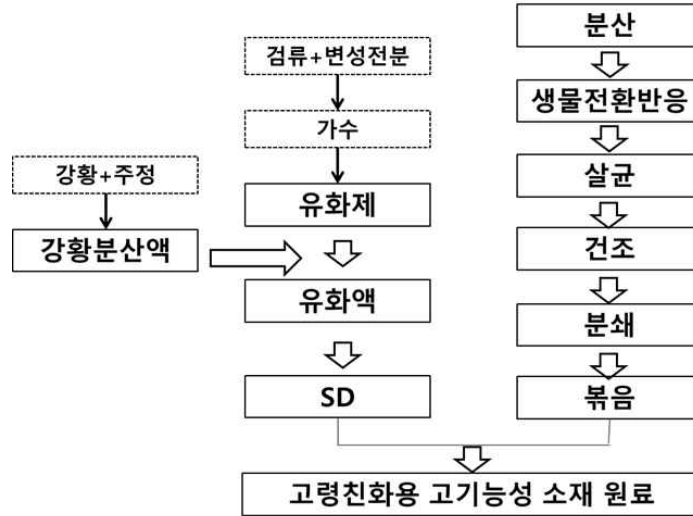 검류+변성전분
가수
강황+주정
강황분산액
유화제
유화액
SD
분산
생물전환반응
살균
건조
분쇄
볶음
고령친화용 고기능성 소재 원료